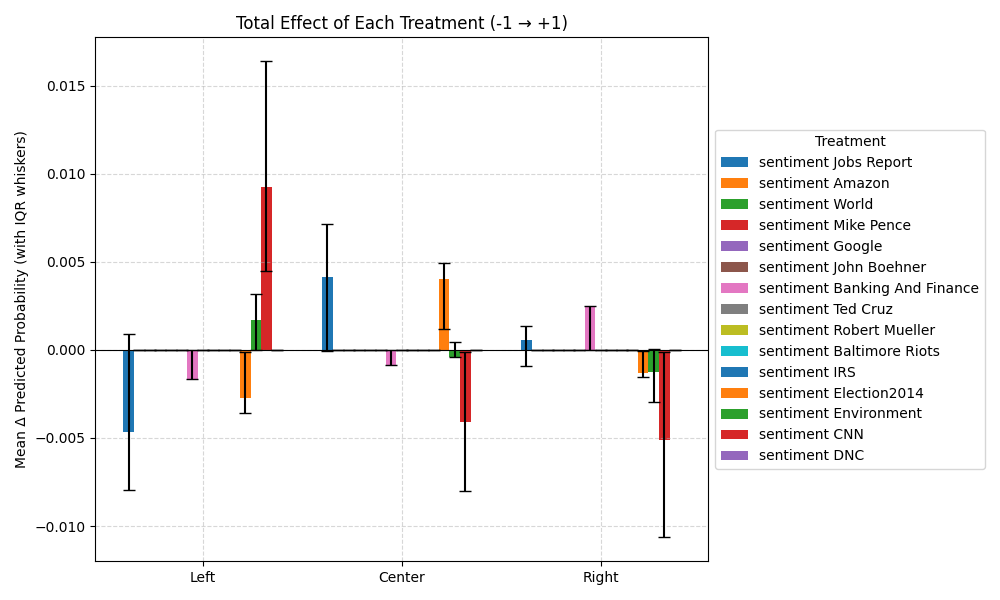 Total Effect of Each Treatment (-1 → +1)
Mean Δ Predicted Probability (with IQR whiskers)
0.015
0.010
0.005
0.000
−0.005
−0.010
Left
Center
Right
Treatment
sentiment Jobs Report
sentiment Amazon
sentiment World
sentiment Mike Pence
sentiment Google
sentiment John Boehner
sentiment Banking And Finance
sentiment Ted Cruz
sentiment Robert Mueller
sentiment Baltimore Riots
sentiment IRS
sentiment Election2014
sentiment Environment
sentiment CNN
sentiment DNC